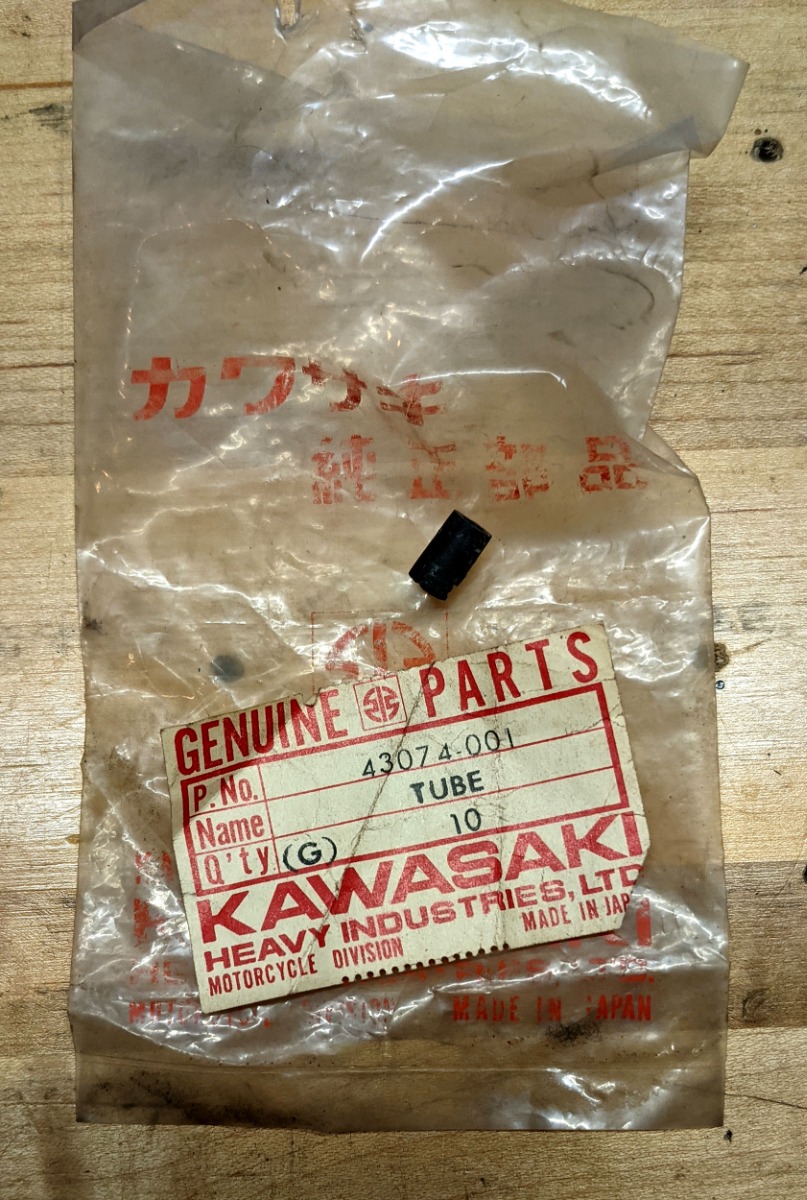 カワサキ
純正部品
GENUINE PARTS
P. No. 43074-001
Name TUBE
Q'ty (G) 10
KAWASAKI
HEAVY INDUSTRIES, LTD
MOTORCYCLE DIVISION MADE IN JAP
MADE IN JAPAN